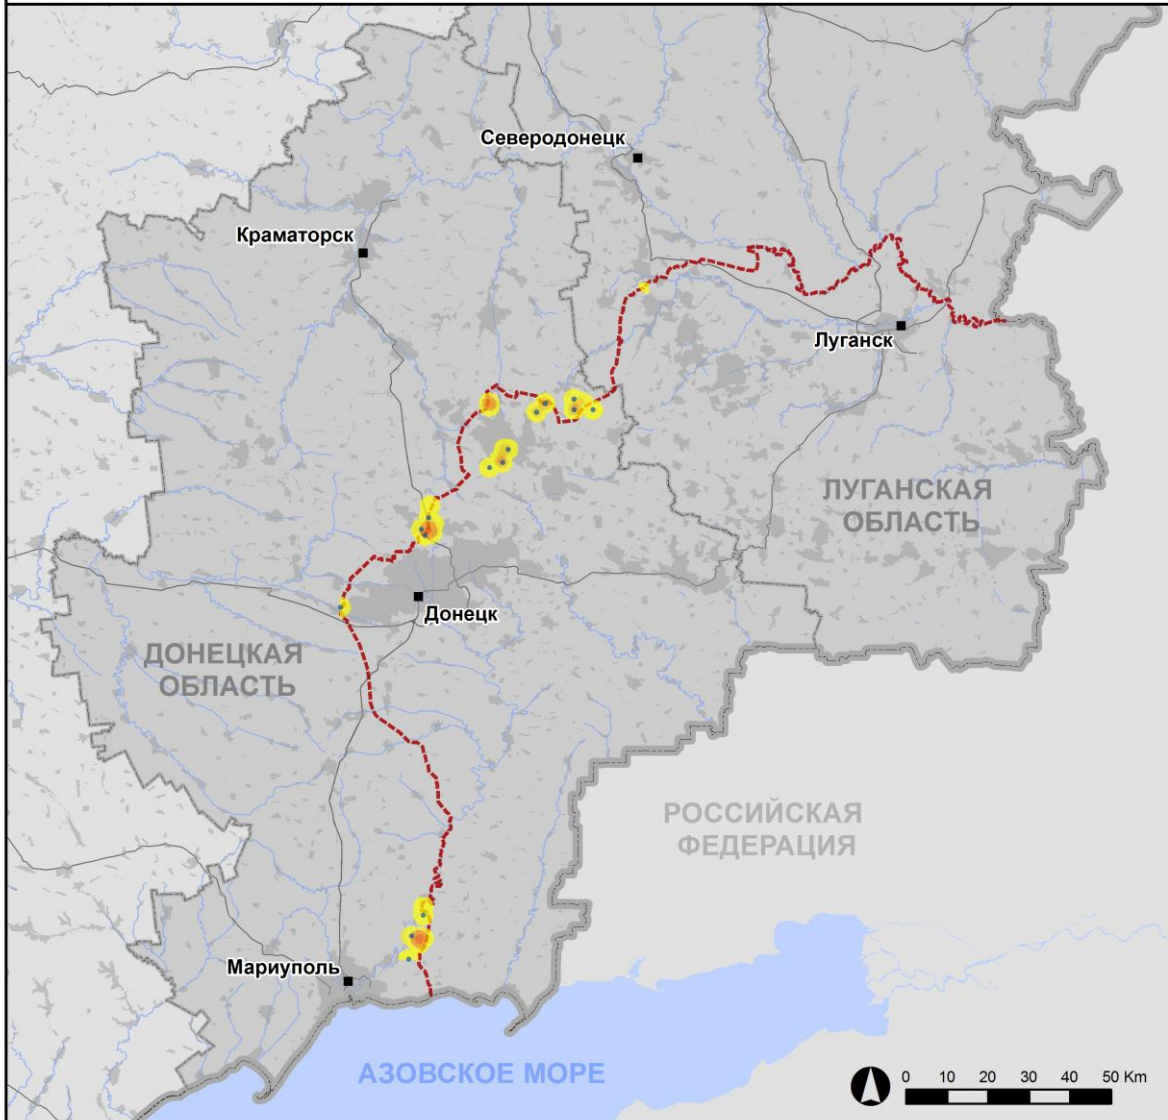 Северодонецк
Краматорск
Луганск
ЛУГАНСКАЯ
ОБЛАСТЬ
Донецк
ДОНЕЦКАЯ
ОБЛАСТЬ
РОССИЙСКАЯ
ФЕДЕРАЦИЯ
Мариуполь
АЗОВСКОЕ МОРЕ
0 10 20 30 40 50 Km